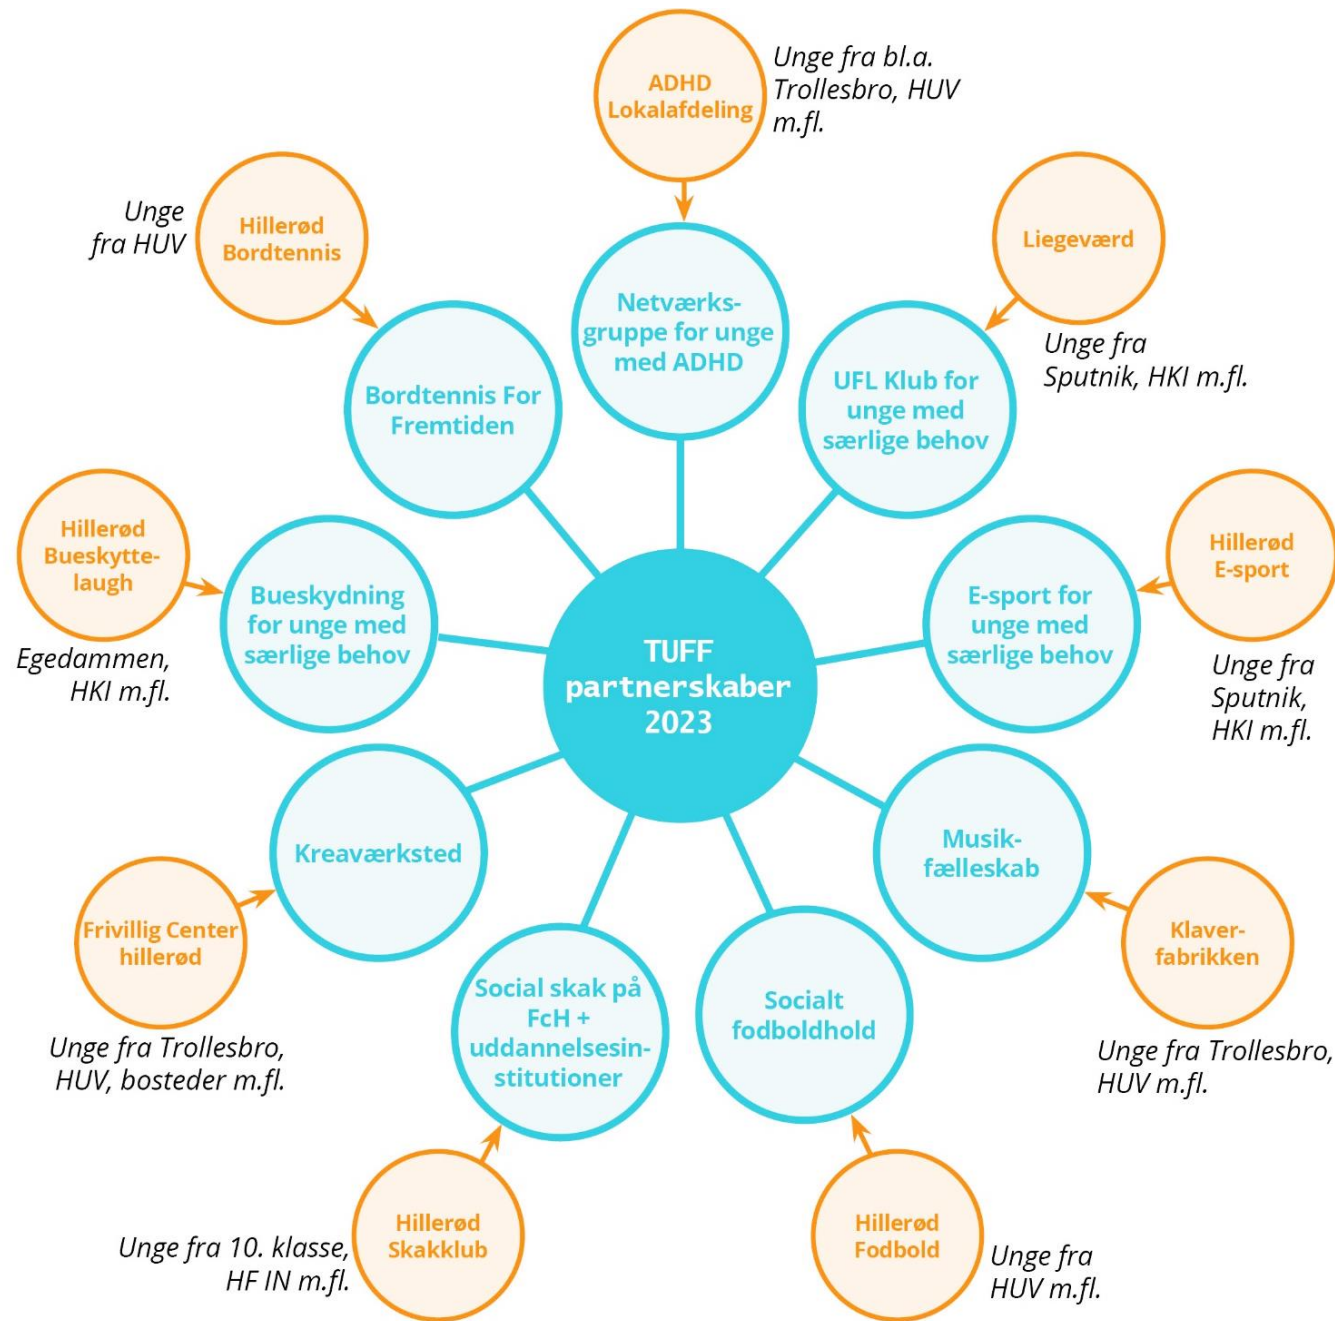 ADHD
Lokalafdeling
Unge fra bl.a.
Trollesbro, HUV
m.fl.
Netværks-
gruppe for unge
med ADHD
Liegeværd
Unge fra
Sputnik, HKI m.fl.
UFL Klub for
unge med
særlige behov
Hillerød
E-sport
Unge fra
Sputnik,
HKI m.fl.
E-sport for
unge med
særlige behov
Klaver-
fabrikken
Unge fra Trollesbro,
HUV m.fl.
Musik-
fælleskab
Hillerød
Fodbold
Unge fra
HUV m.fl.
Socialt
fodboldhold
Hillerød
Skakklub
Unge fra 10. klasse,
HF IN m.fl.
Social skak på
FcH +
uddannelsesin-
stitutioner
Frivillig Center
hillerød
Unge fra Trollesbro,
HUV, bosteder m.fl.
Kreaværksted
Hillerød
Bueskytte-
laugh
Egedammen,
HKI m.fl.
Bueskydning
for unge med
særlige behov
Hillerød
Bordtennis
Unge
fra HUV
Bordtennis For
Fremtiden
TUFF
partnerskaber
2023